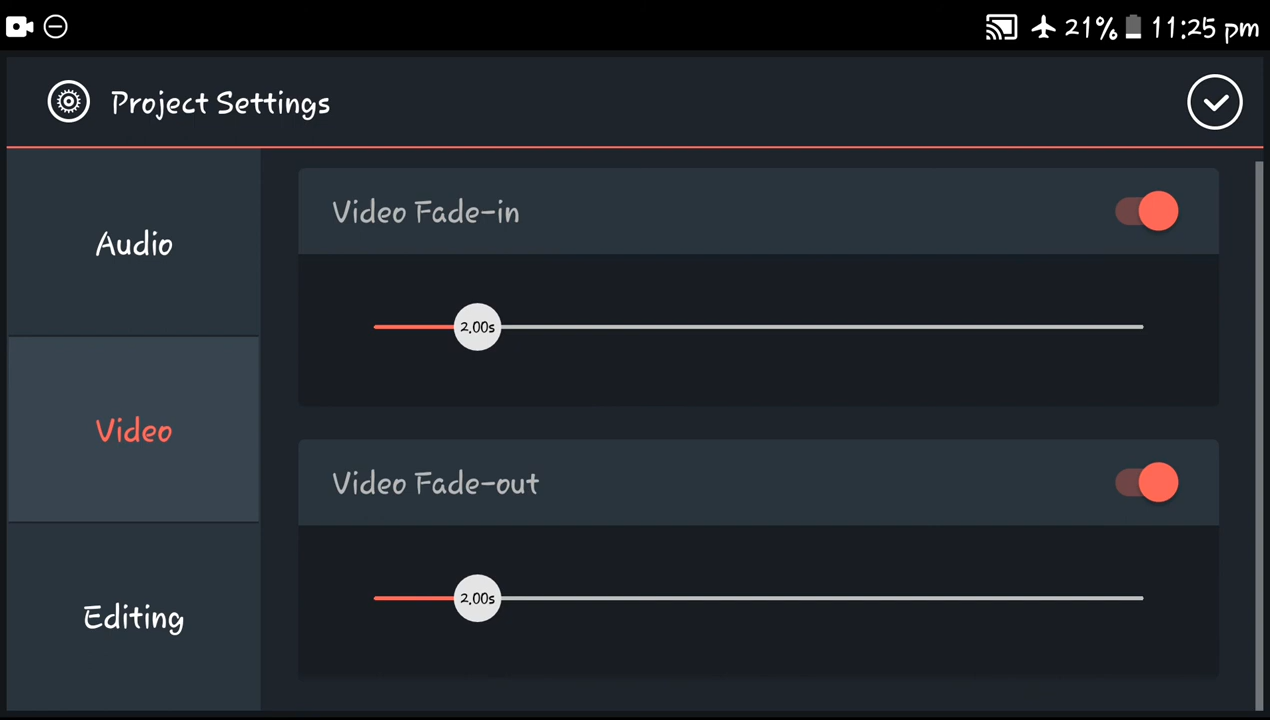 21% 11:25 pm
Project Settings
Audio
Video
Editing
Video Fade-in
2.00s
Video Fade-out
2.00s